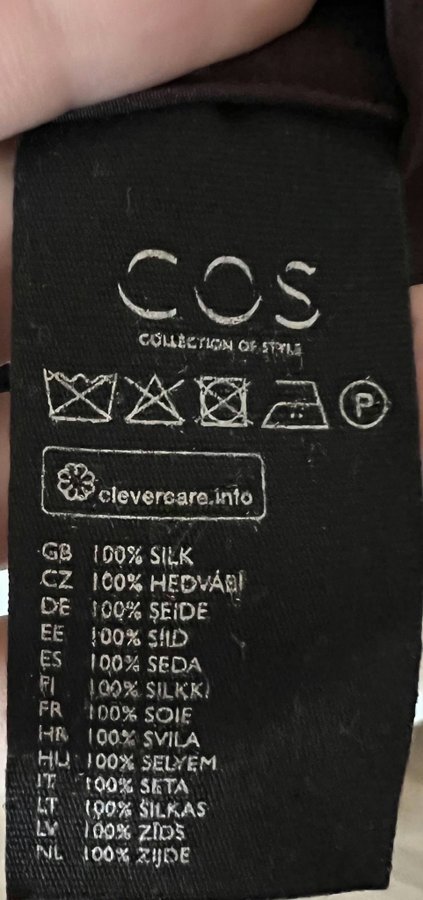 COS
COLLECTION OF STYLE
P
clevercare.info
GB 100% SILK
CZ 100% HEDVÁBÍ
DE 100% SEIDE
EE 100% SIID
ES 100% SEDA
FI 100% SILKKI
FR 100% SOIE
HR 100% SVILA
HU 100% SELYEM
IT 100% SETA
LT 100% ŠILKAS
LV 100% ZĪDS
NL 100% ZIJDE